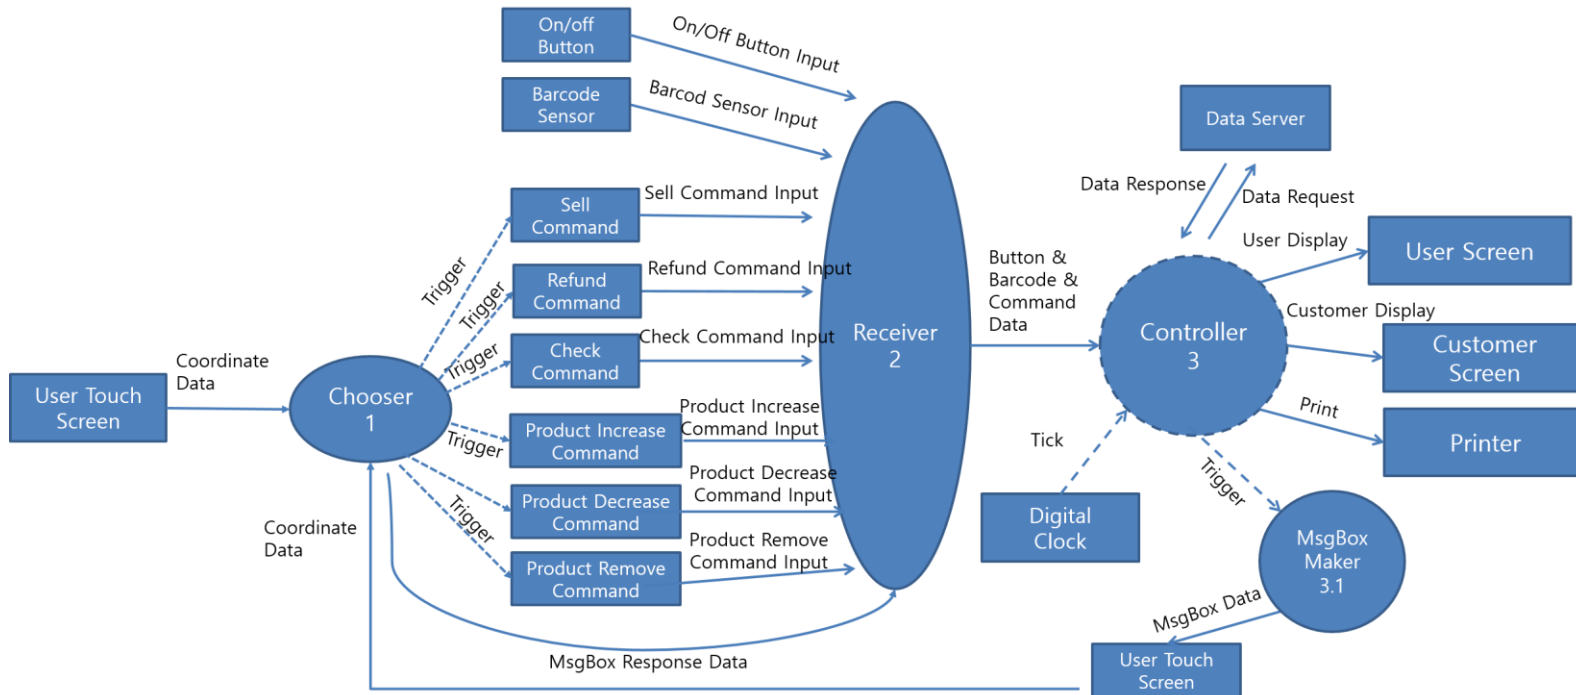 On/off
Button
On/Off Button Input
Barcode
Sensor
Barcod Sensor Input
Data Server
Data Response
Data Request
Sell
Command
Sell Command Input
Trigger
Refund
Command
Refund Command Input
Trigger
Check
Command
Check Command Input
Trigger
User Touch
Screen
Coordinate
Data
Chooser
1
Product Increase
Command
Product Increase
Command Input
Trigger
Product Decrease
Command
Product Decrease
Command Input
Trigger
Product Remove
Command
Product Remove
Command Input
Coordinate
Data
MsgBox Response Data
Receiver
2
Button &
Barcode &
Command
Data
Controller
3
User Display
User Screen
Customer Display
Customer
Screen
Print
Printer
Tick
Digital
Clock
Trigger
MsgBox
Maker
3.1
MsgBox Data
User Touch
Screen